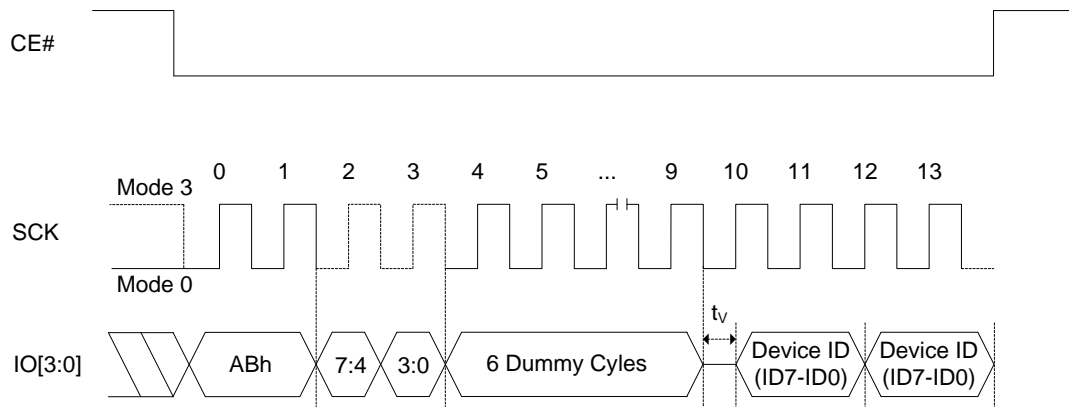 CE#
0 1 2 3 4 5 ... 9 10 11 12 13
Mode 3
SCK
Mode 0
tV
IO[3:0]
ABh
7:4
3:0
6 Dummy Cyles
Device ID
(ID7-ID0)
Device ID
(ID7-ID0)